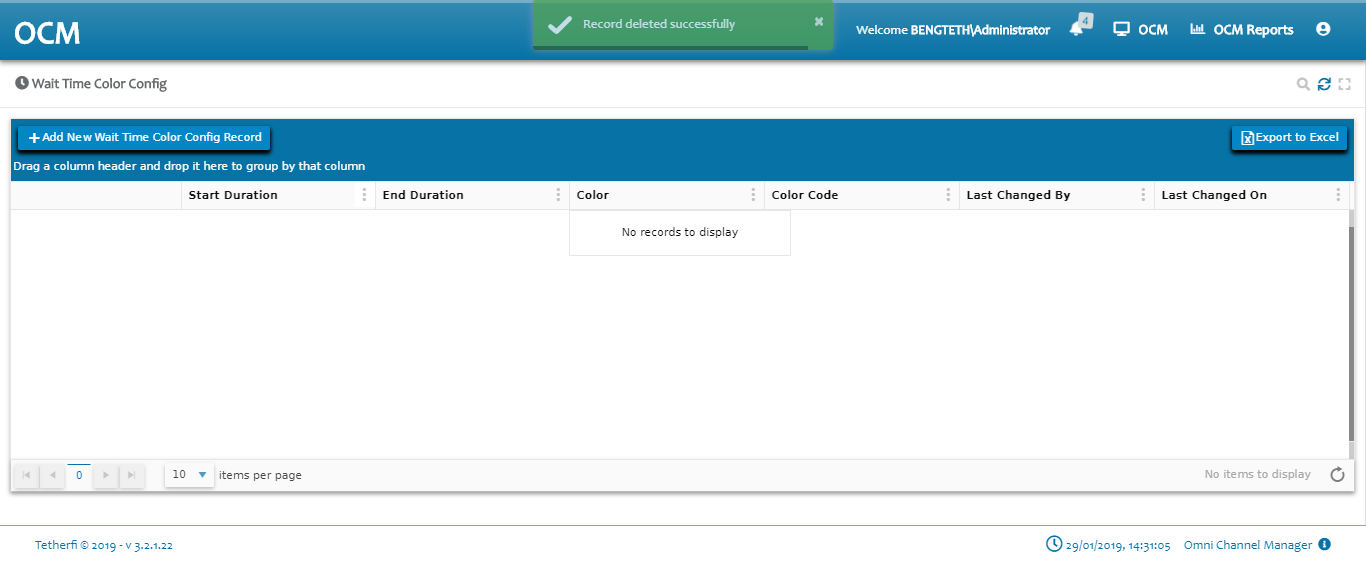 OCM
Record deleted successfully
Welcome BENGTETH\Administrator
4
OCM
OCM Reports
Wait Time Color Config
Add New Wait Time Color Config Record
Export to Excel
Drag a column header and drop it here to group by that column
Start Duration
End Duration
Color
Color Code
Last Changed By
Last Changed On
No records to display
0
10
items per page
No items to display
Tetherfi © 2019 - v 3.2.1.22
29/01/2019, 14:31:05
Omni Channel Manager